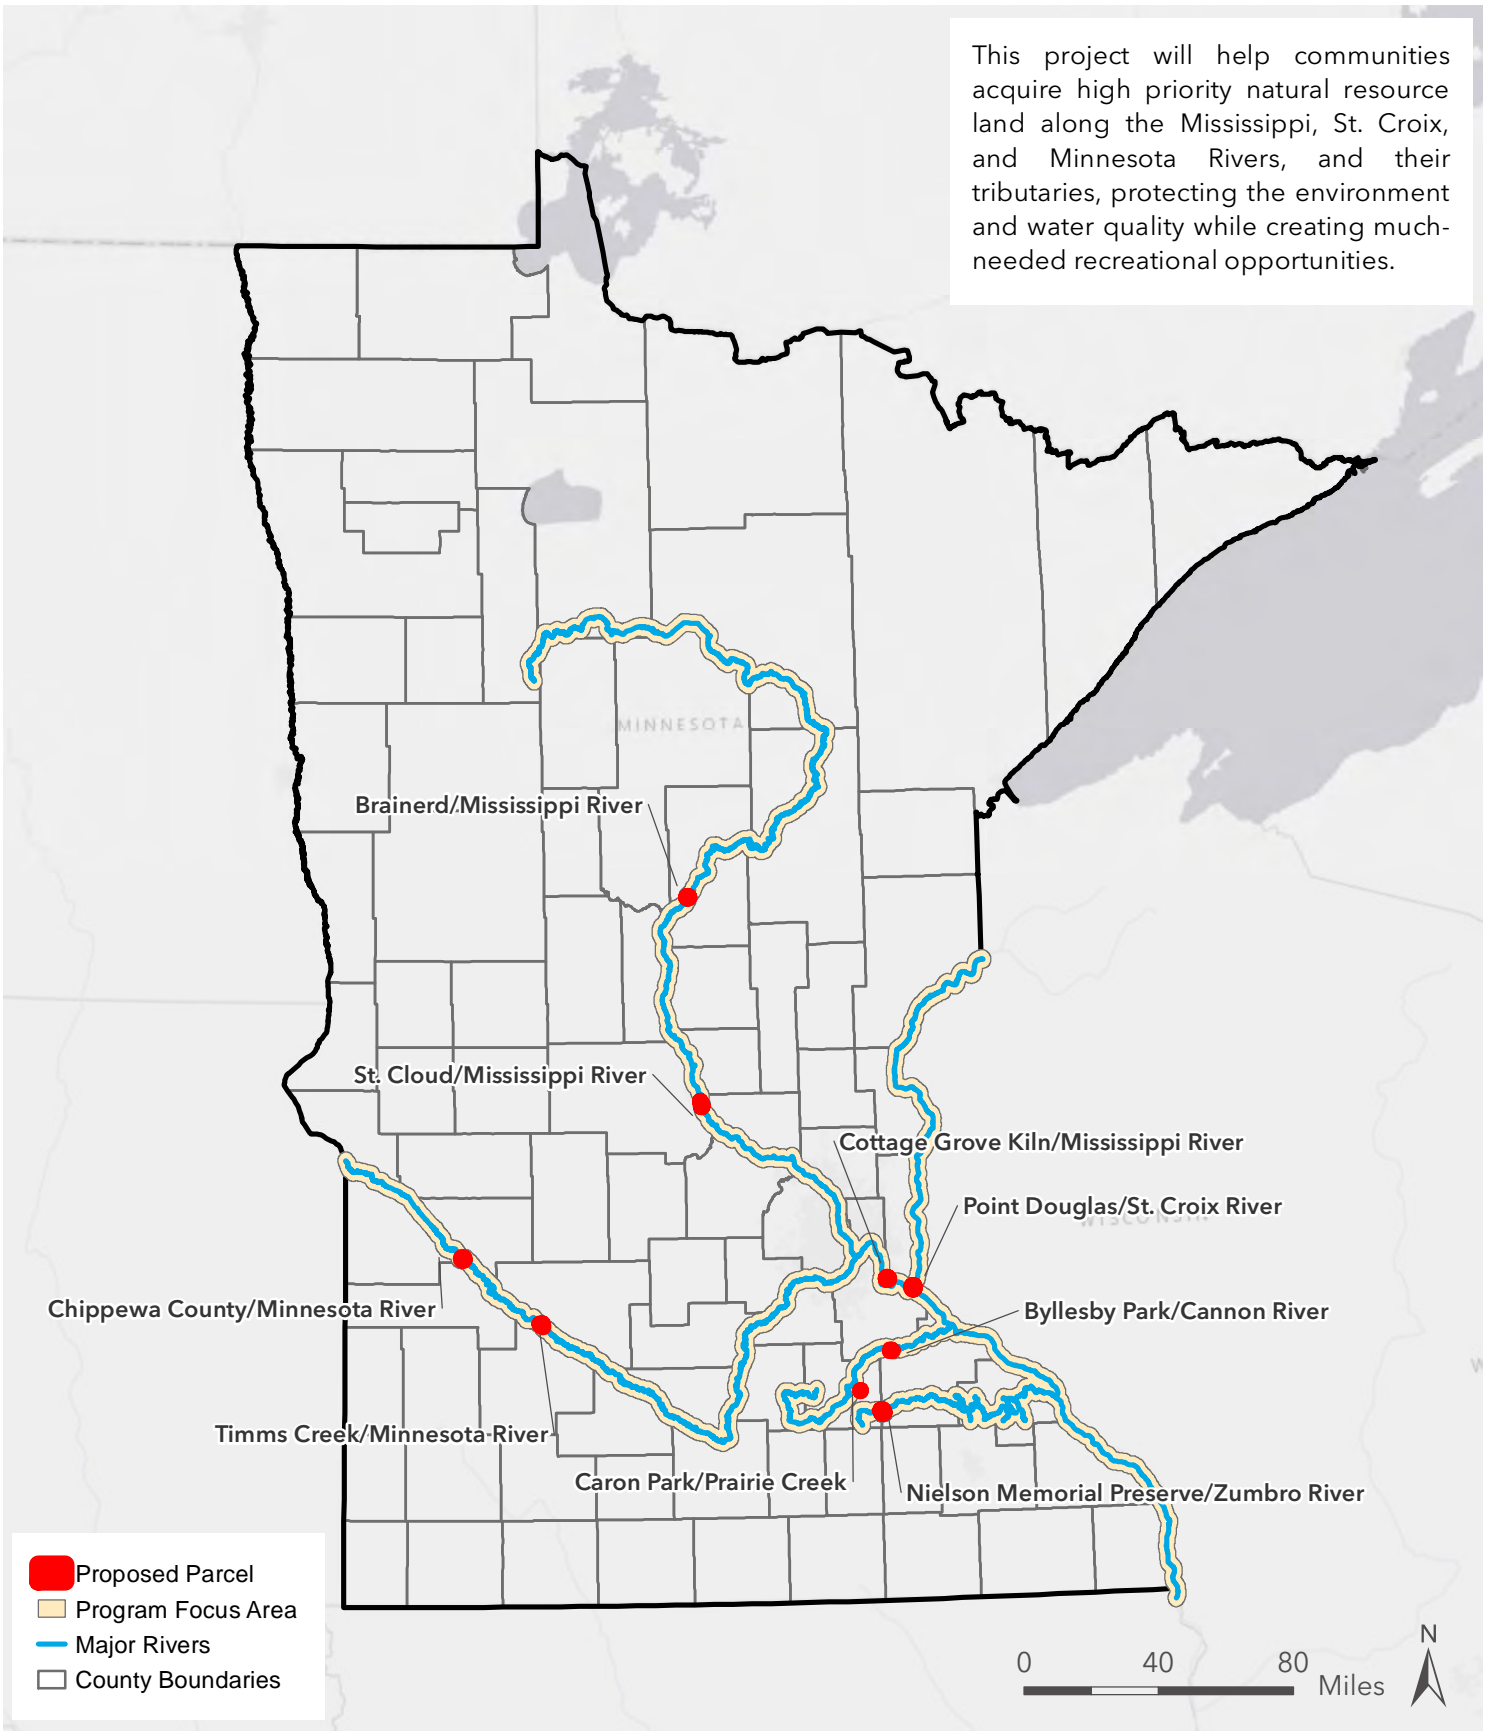 This project will help communities
acquire high priority natural resource
land along the Mississippi, St. Croix,
and Minnesota Rivers, and their
tributaries, protecting the environment
and water quality while creating much-
needed recreational opportunities.
MINNESOTA
Brainerd/Mississippi River
St. Cloud/Mississippi River
Cottage Grove Kiln/Mississippi River
Point Douglas/St. Croix River
WISCONSIN
Chippewa County/Minnesota River
Byllesby Park/Cannon River
Timms Creek/Minnesota River
Caron Park/Prairie Creek
Nielson Memorial Preserve/Zumbro River
Proposed Parcel
Program Focus Area
Major Rivers
County Boundaries
0 40 80
Miles
N